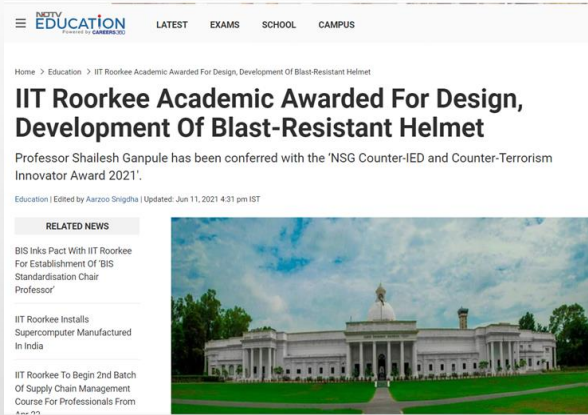 NDTV
EDUCATION
Powered by CAREERS360
LATEST
EXAMS
SCHOOL
CAMPUS
Home > Education > IIT Roorkee Academic Awarded For Design, Development Of Blast-Resistant Helmet
IIT Roorkee Academic Awarded For Design,
Development Of Blast-Resistant Helmet
Professor Shailesh Ganpule has been conferred with the 'NSG Counter-IED and Counter-Terrorism
Innovator Award 2021'.
Education | Edited by Aarzoo Snigdha | Updated: Jun 11, 2021 4:31 pm IST
RELATED NEWS
BIS Inks Pact With IIT Roorkee
For Establishment Of 'BIS
Standardisation Chair
Professor'
IIT Roorkee Installs
Supercomputer Manufactured
In India
IIT Roorkee To Begin 2nd Batch
Of Supply Chain Management
Course For Professionals From
Apr 22